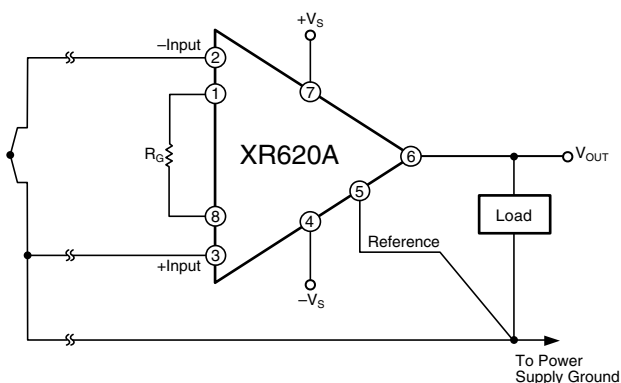 +VS
–Input
2
1
7
RG
XR620A
6
VOUT
5
8
4
Load
Reference
3
+Input
–VS
To Power
Supply Ground